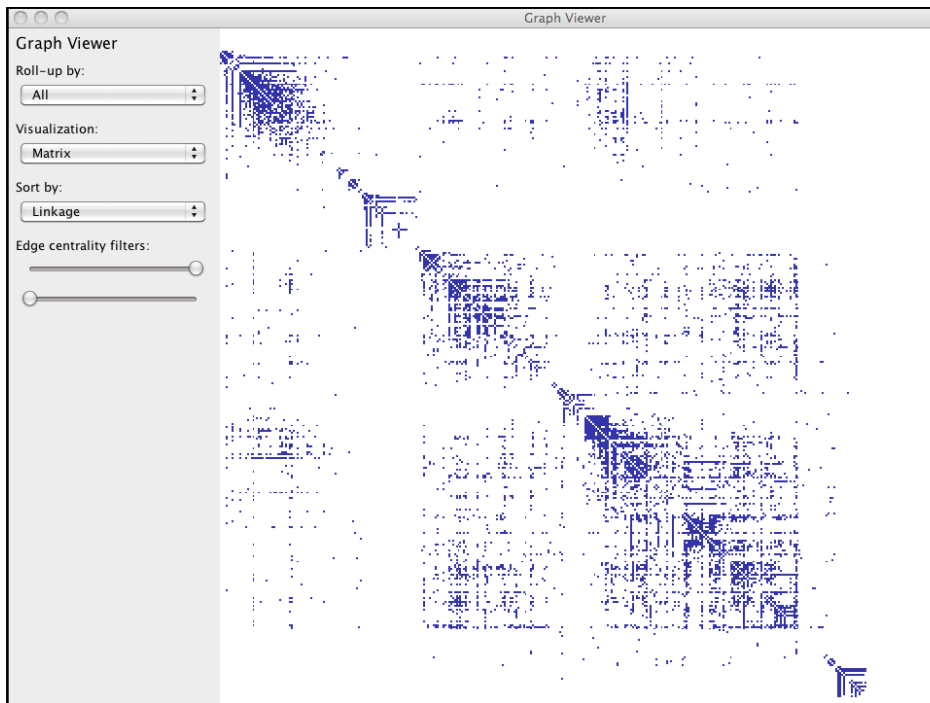 Graph Viewer
Graph Viewer
Roll-up by:
All
Visualization:
Matrix
Sort by:
Linkage
Edge centrality filters: